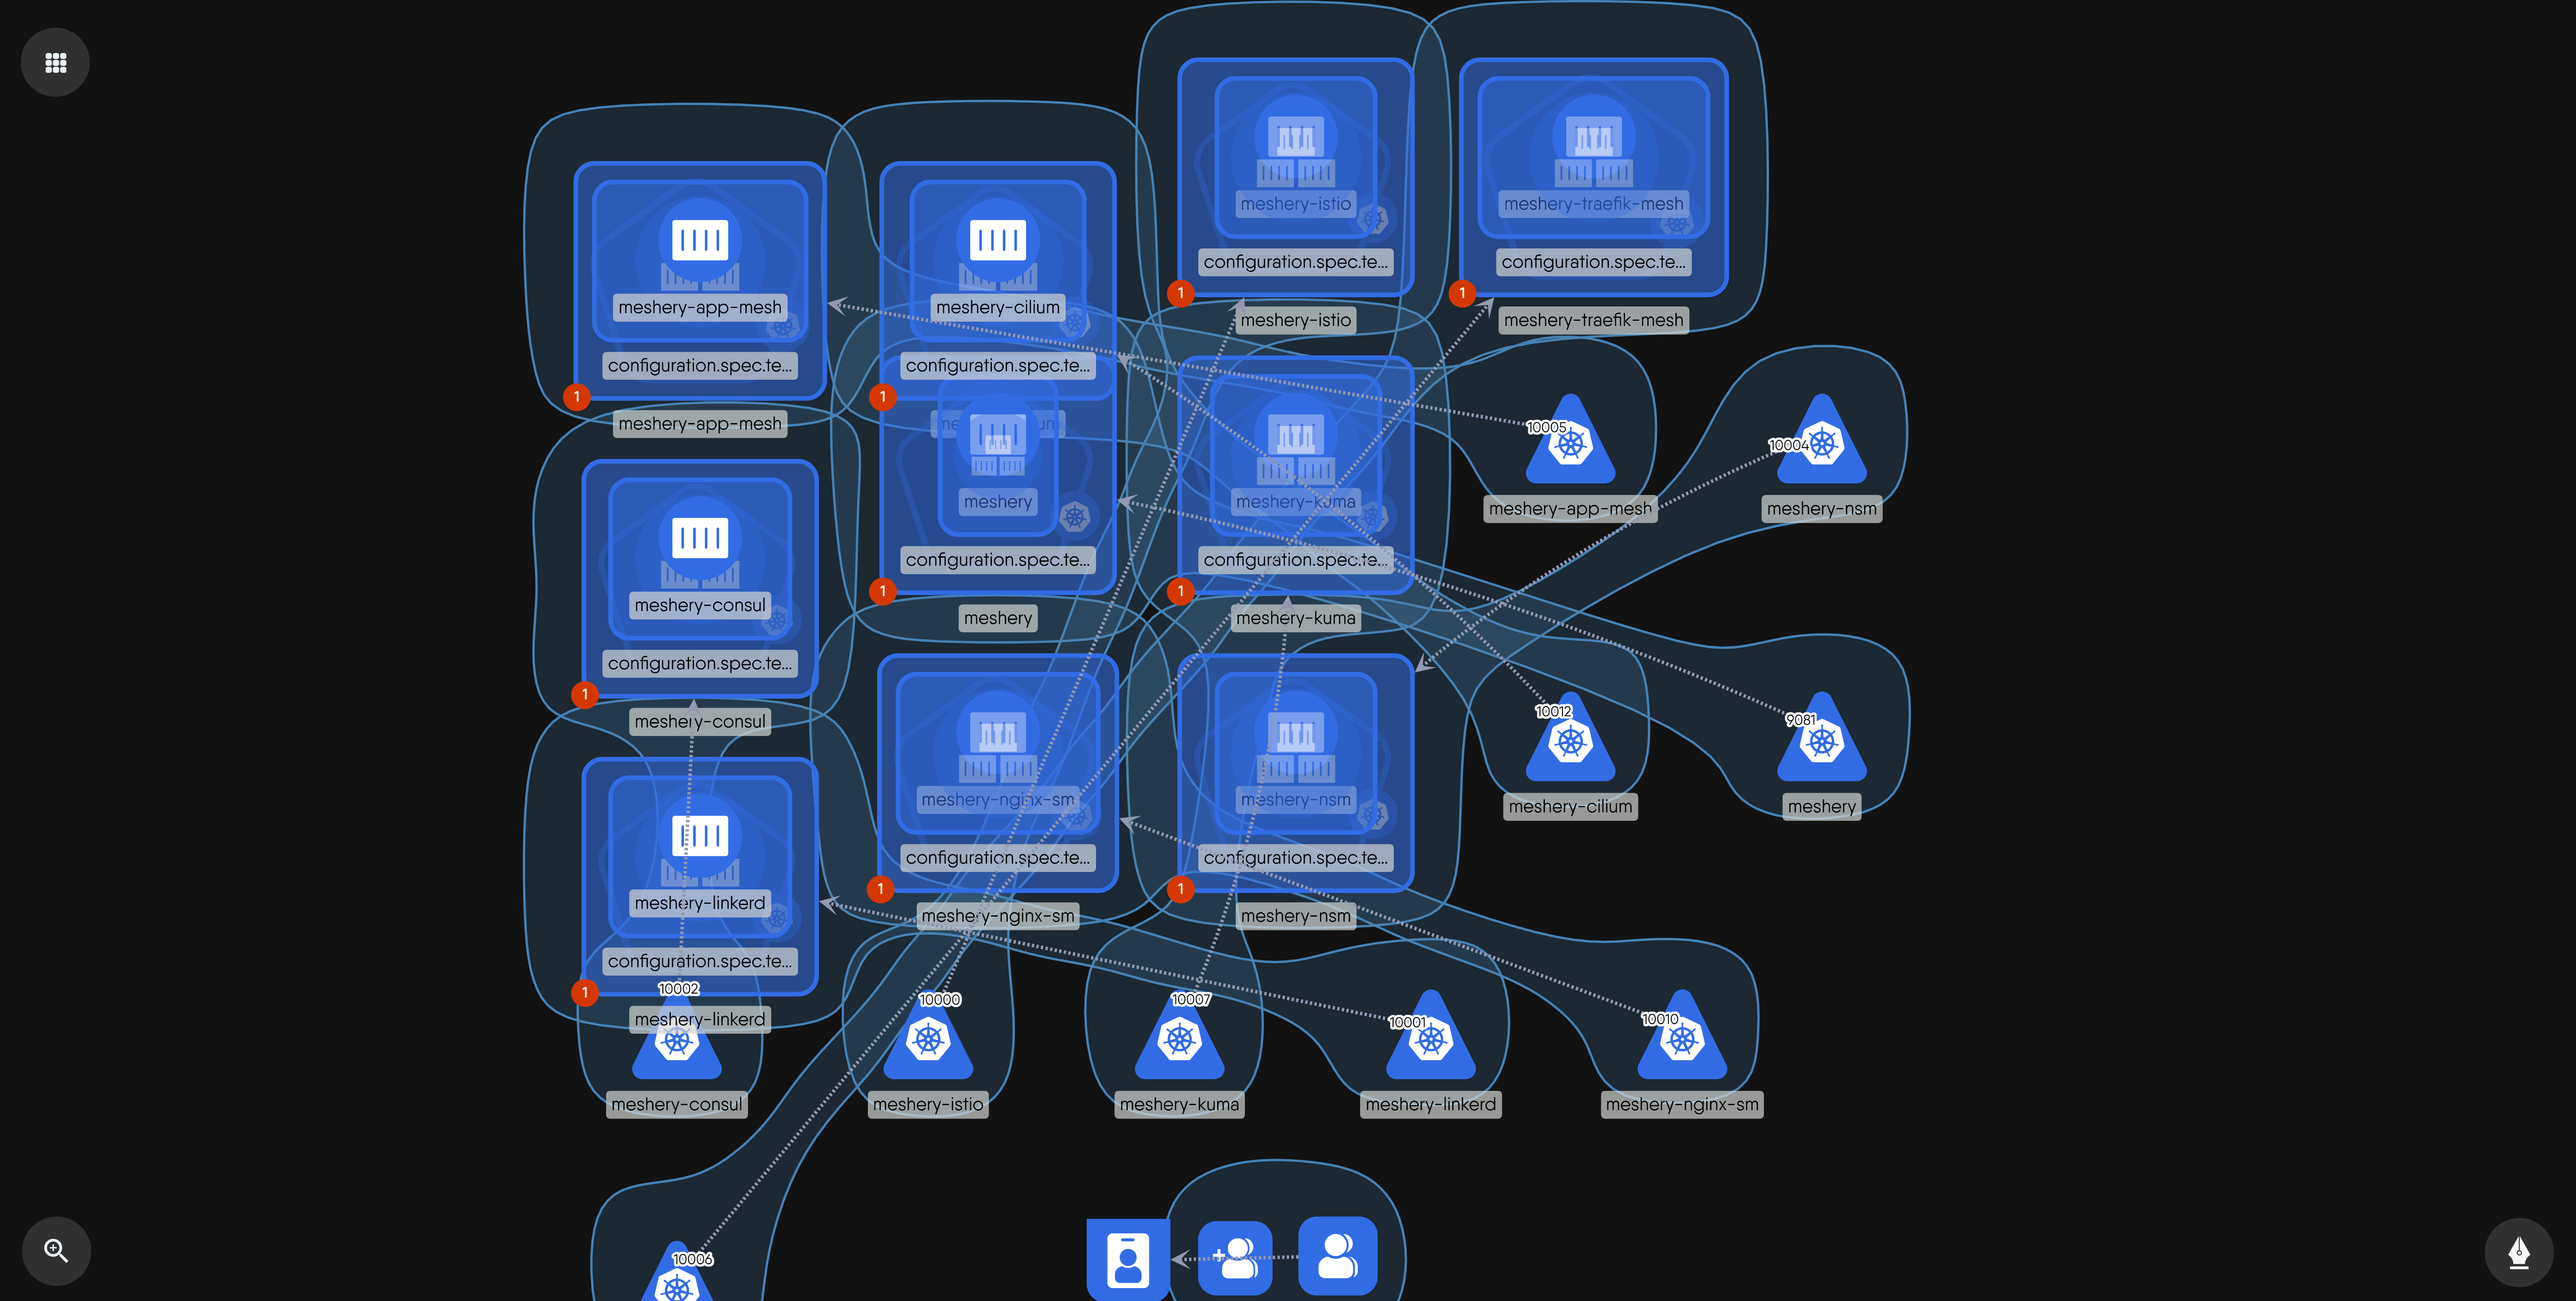 meshery-istio
configuration.spec.te...
1
meshery-istio
meshery-traefik-mesh
configuration.spec.te...
1
meshery-traefik-mesh
meshery-app-mesh
configuration.spec.te...
1
meshery-app-mesh
meshery-cilium
configuration.spec.te...
1
meshery
configuration.spec.te...
1
meshery
meshery-kuma
configuration.spec.te...
1
meshery-kuma
10005
meshery-app-mesh
10004
meshery-nsm
meshery-consul
configuration.spec.te...
1
meshery-consul
meshery-nginx-sm
configuration.spec.te...
1
meshery-nginx-sm
meshery-nsm
configuration.spec.te...
1
meshery-nsm
10012
meshery-cilium
9081
meshery
meshery-linkerd
configuration.spec.te...
1
meshery-linkerd
10002
meshery-consul
10000
meshery-istio
10007
meshery-kuma
10001
meshery-linkerd
10010
meshery-nginx-sm
10006